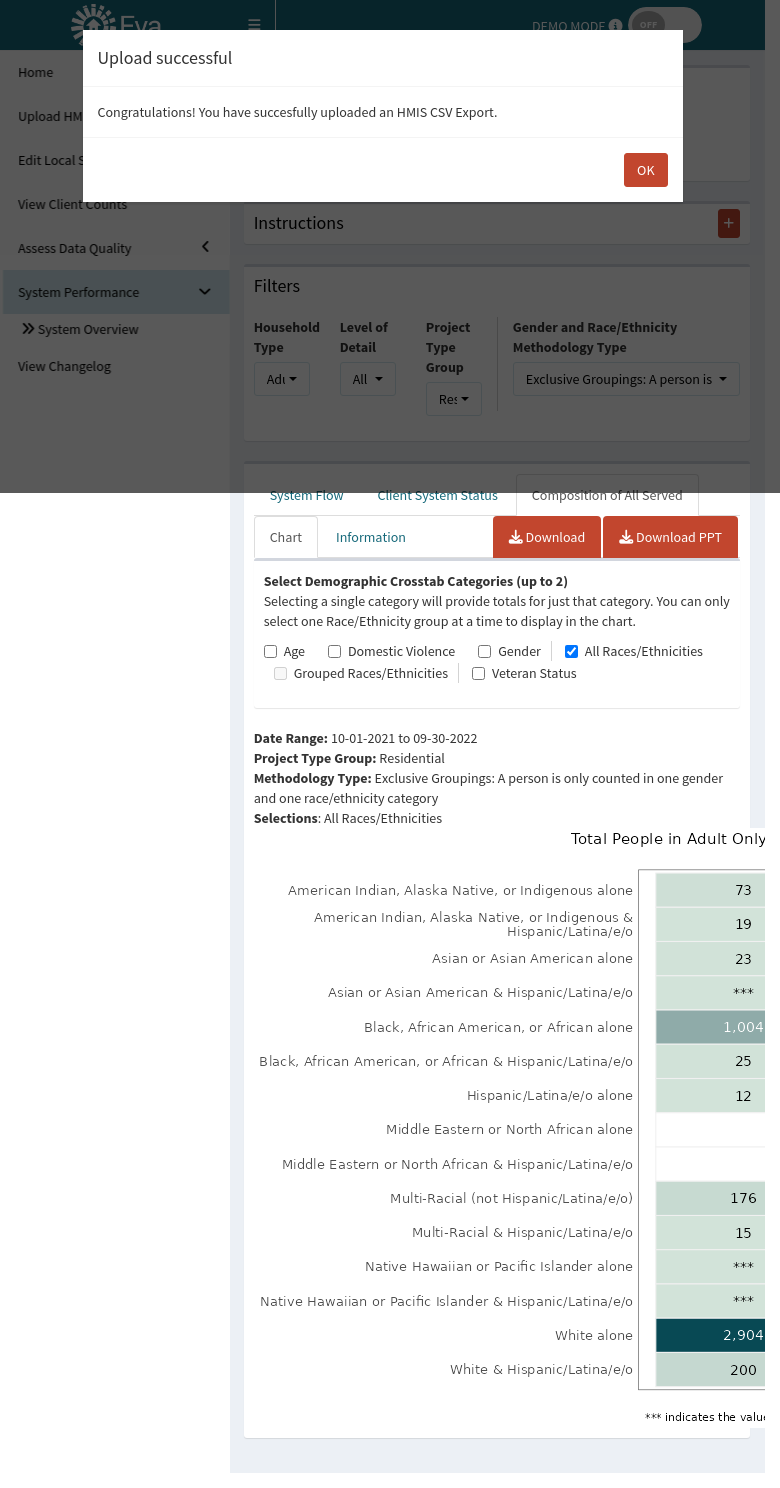 Eva
DEMO MODE
OFF
Upload successful
Congratulations! You have succesfully uploaded an HMIS CSV Export.
OK
Home
Upload HM
Edit Local S
View Client Counts
Assess Data Quality
System Performance
System Overview
View Changelog
Instructions
Filters
Household
Type
Level of
Detail
Project
Type
Group
Gender and Race/Ethnicity
Methodology Type
All
Exclusive Groupings: A person is
System Flow Client System Status Composition of All Served
Chart Information Download Download PPT
Select Demographic Crosstab Categories (up to 2)
Selecting a single category will provide totals for just that category. You can only
select one Race/Ethnicity group at a time to display in the chart.
Age Domestic Violence Gender All Races/Ethnicities
Grouped Races/Ethnicities Veteran Status
Date Range: 10-01-2021 to 09-30-2022
Project Type Group: Residential
Methodology Type: Exclusive Groupings: A person is only counted in one gender
and one race/ethnicity category
Selections: All Races/Ethnicities
Total People in Adult Only
American Indian, Alaska Native, or Indigenous alone 73
American Indian, Alaska Native, or Indigenous &
Hispanic/Latina/e/o 19
Asian or Asian American alone 23
Asian or Asian American & Hispanic/Latina/e/o ***
Black, African American, or African alone 1,004
Black, African American, or African & Hispanic/Latina/e/o 25
Hispanic/Latina/e/o alone 12
Middle Eastern or North African alone
Middle Eastern or North African & Hispanic/Latina/e/o
Multi-Racial (not Hispanic/Latina/e/o) 176
Multi-Racial & Hispanic/Latina/e/o 15
Native Hawaiian or Pacific Islander alone ***
Native Hawaiian or Pacific Islander & Hispanic/Latina/e/o ***
White alone 2,904
White & Hispanic/Latina/e/o 200
*** indicates the value